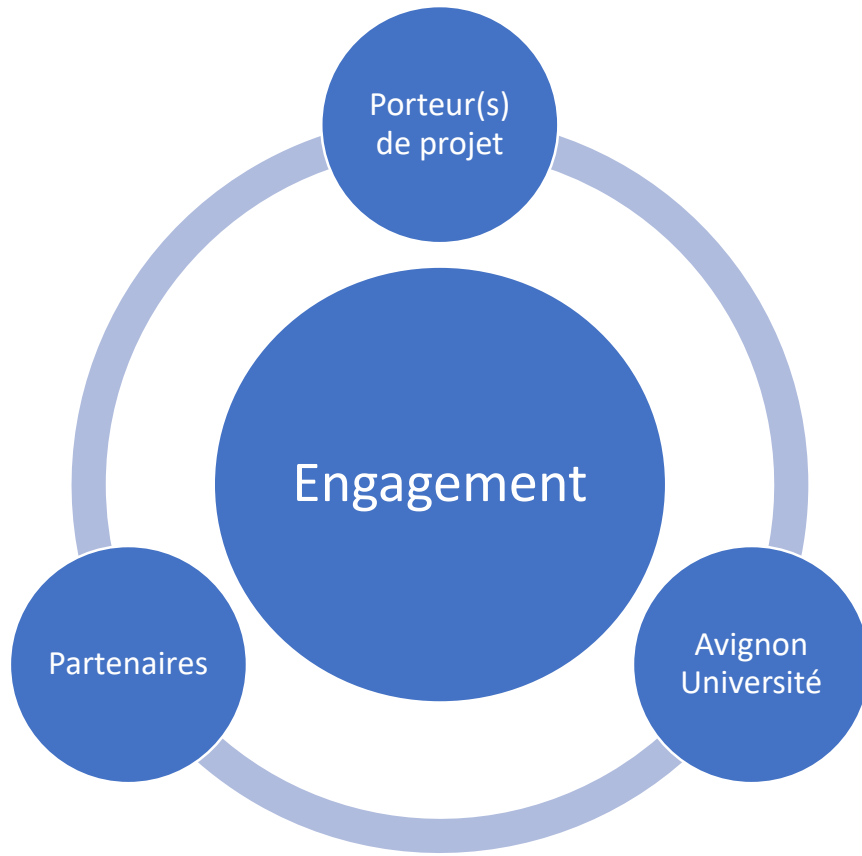 Porteur(s)
de projet
Engagement
Partenaires
Avignon
Université